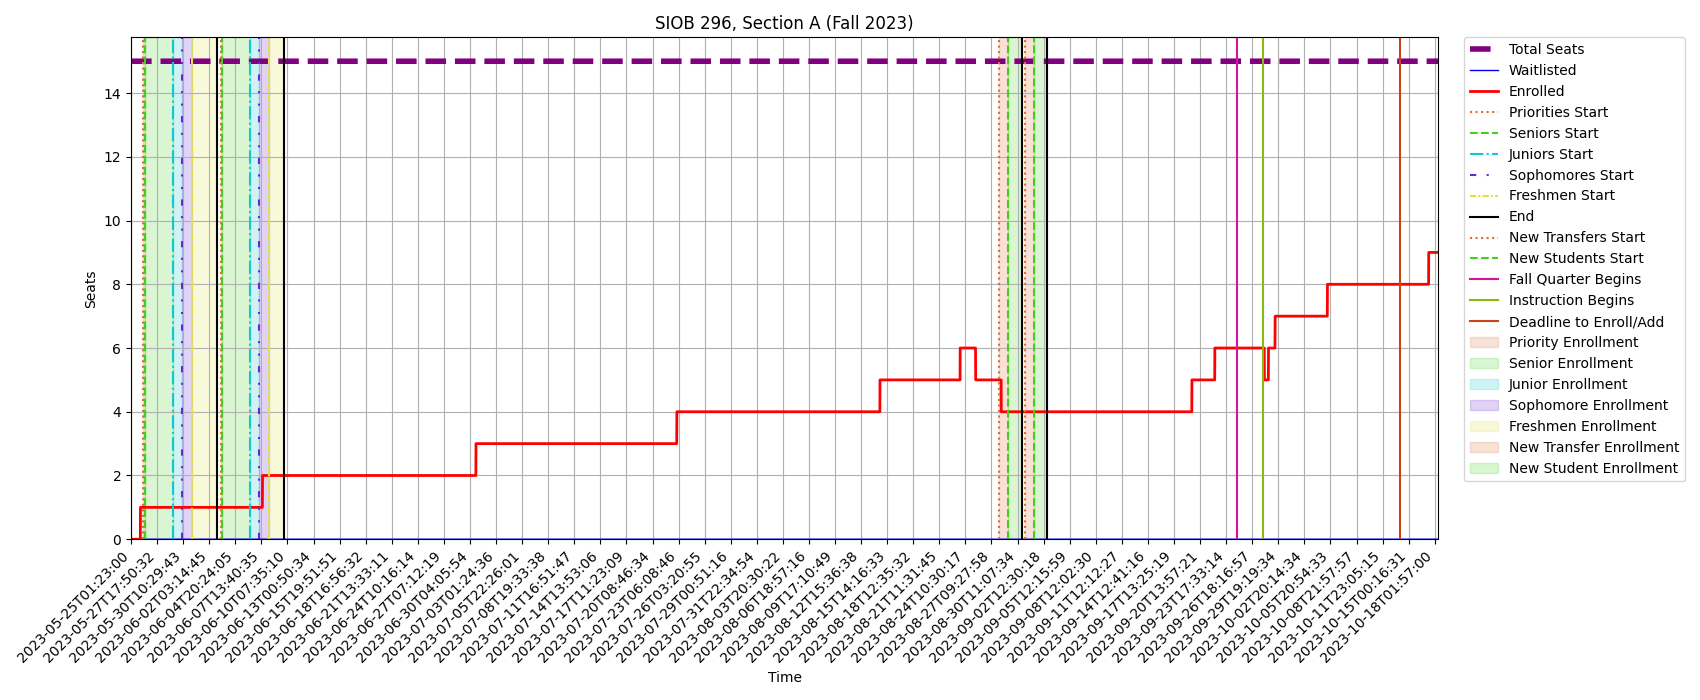 SIOB 296, Section A (Fall 2023)
Seats
14
12
10
8
6
4
2
0
2023-05-25T01:23:00
2023-05-27T17:50:32
2023-05-30T10:29:43
2023-06-02T03:14:45
2023-06-04T20:24:05
2023-06-07T13:40:35
2023-06-10T07:35:10
2023-06-13T00:50:34
2023-06-15T19:51:51
2023-06-18T16:56:32
2023-06-21T13:33:11
2023-06-24T10:16:14
2023-06-27T07:12:19
2023-06-30T04:05:54
2023-07-03T01:24:36
2023-07-05T22:26:01
2023-07-08T19:33:38
2023-07-11T16:51:47
2023-07-14T13:53:06
2023-07-17T11:23:09
2023-07-20T08:46:34
2023-07-23T06:08:46
2023-07-26T03:20:55
2023-07-29T00:51:16
2023-07-31T22:34:54
2023-08-03T20:30:22
2023-08-06T18:57:16
2023-08-09T17:10:49
2023-08-12T15:36:38
2023-08-15T14:16:33
2023-08-18T12:35:32
2023-08-21T11:31:45
2023-08-24T10:30:17
2023-08-27T09:27:58
2023-08-30T11:07:34
2023-09-02T12:30:18
2023-09-05T12:15:59
2023-09-08T12:02:30
2023-09-11T12:12:27
2023-09-14T12:41:16
2023-09-17T13:25:19
2023-09-20T13:57:21
2023-09-23T17:33:14
2023-09-26T18:16:57
2023-09-29T19:19:34
2023-10-02T20:14:34
2023-10-05T20:54:33
2023-10-08T21:57:57
2023-10-11T23:05:15
2023-10-15T00:16:31
2023-10-18T01:57:00
Time
Total Seats
Waitlisted
Enrolled
Priorities Start
Seniors Start
Juniors Start
Sophomores Start
Freshmen Start
End
New Transfers Start
New Students Start
Fall Quarter Begins
Instruction Begins
Deadline to Enroll/Add
Priority Enrollment
Senior Enrollment
Junior Enrollment
Sophomore Enrollment
Freshmen Enrollment
New Transfer Enrollment
New Student Enrollment